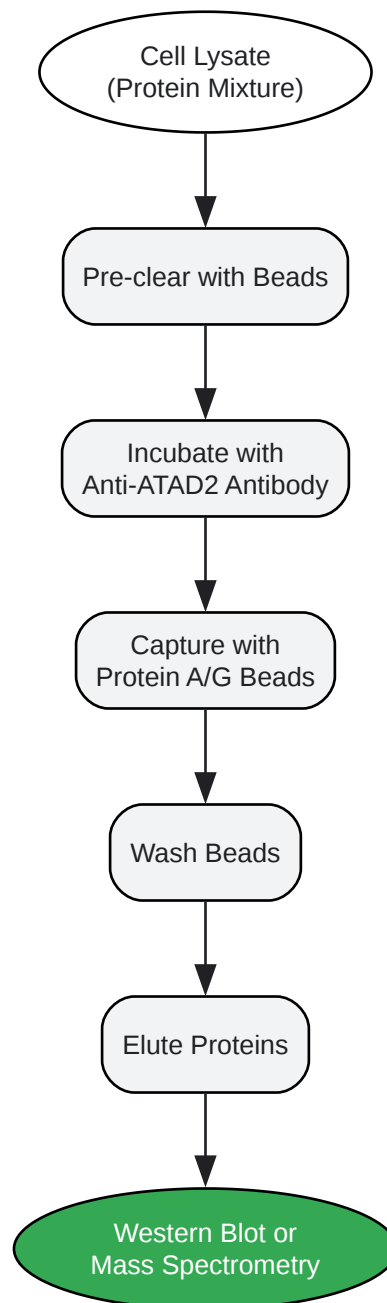 Cell Lysate
(Protein Mixture)
Pre-clear with Beads
Incubate with
Anti-ATAD2 Antibody
Capture with
Protein A/G Beads
Wash Beads
Elute Proteins
Western Blot or
Mass Spectrometry